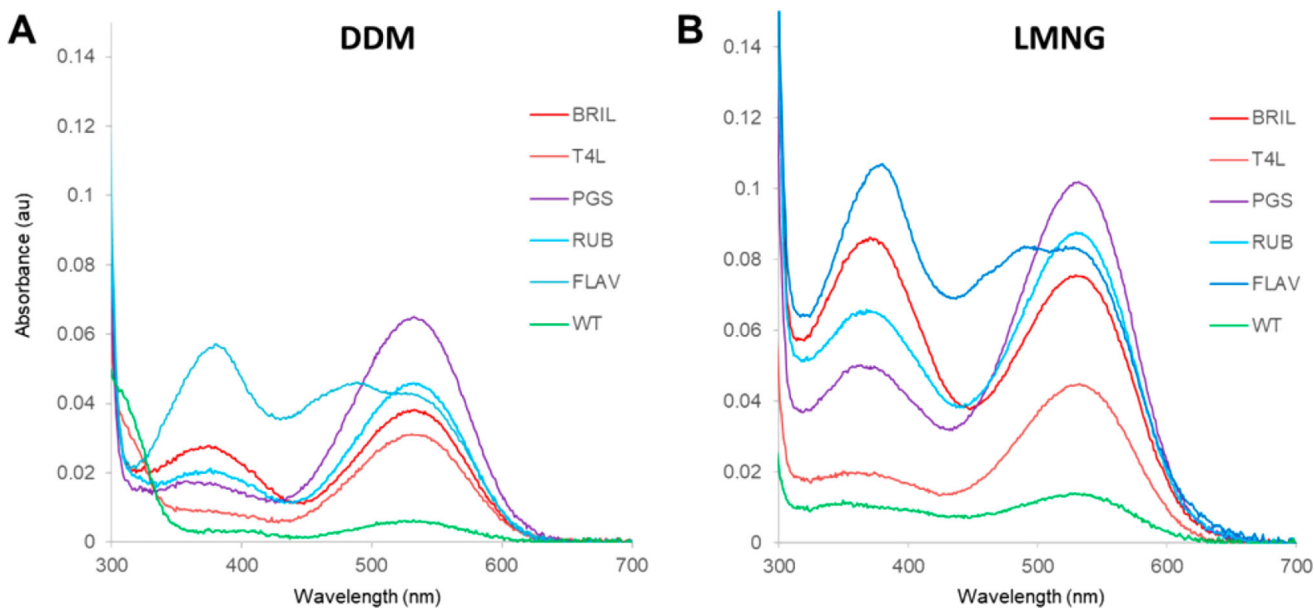 A
DDM
Absorbance (au)
0.14
0.12
0.1
0.08
0.06
0.04
0.02
0
300
400
500
600
700
Wavelength (nm)
BRIL
T4L
PGS
RUB
FLAV
WT
B
LMNG
0.14
0.12
0.1
0.08
0.06
0.04
0.02
0
300
400
500
600
700
Wavelength (nm)
BRIL
T4L
PGS
RUB
FLAV
WT